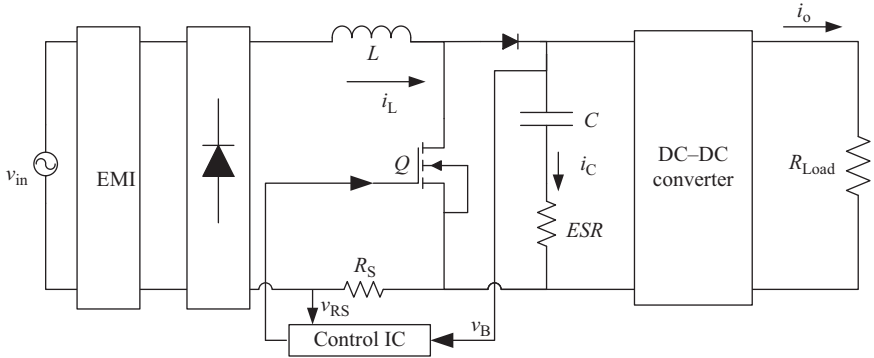 i_o
L
i_L
C
v_in
EMI
Q
i_C
DC–DC
converter
R_Load
ESR
R_S
v_RS
v_B
Control IC